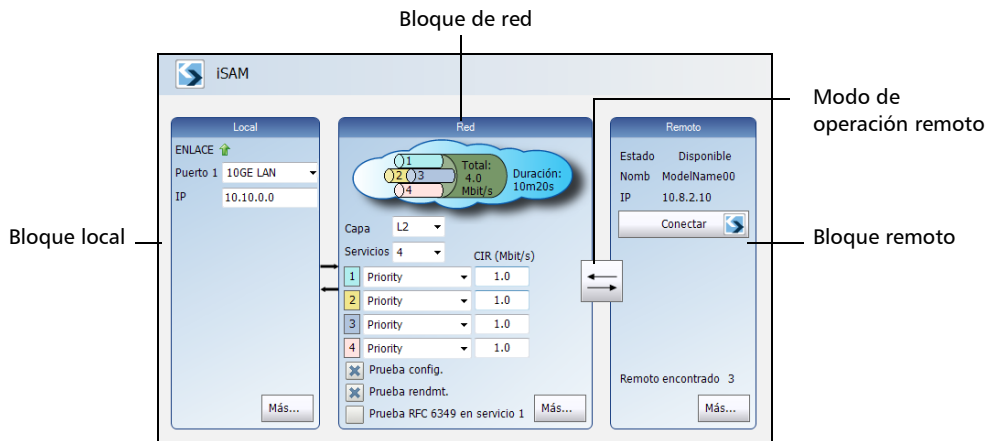 Bloque de red
iSAM
Modo de
operación remoto
Local
Red
Remoto
ENLACE
Puerto 1 10GE LAN
IP 10.10.0.0
1
2 3
4
Total:
4.0
Mbit/s
Duración:
10m20s
Capa L2
Servicios 4
CIR (Mbit/s)
1 Priority 1.0
2 Priority 1.0
3 Priority 1.0
4 Priority 1.0
Prueba config.
Prueba rendmt.
Prueba RFC 6349 en servicio 1
Más...
Más...
Estado Disponible
Nomb ModelName00
IP 10.8.2.10
Conectar
Remoto encontrado 3
Más...
Bloque local
Bloque remoto